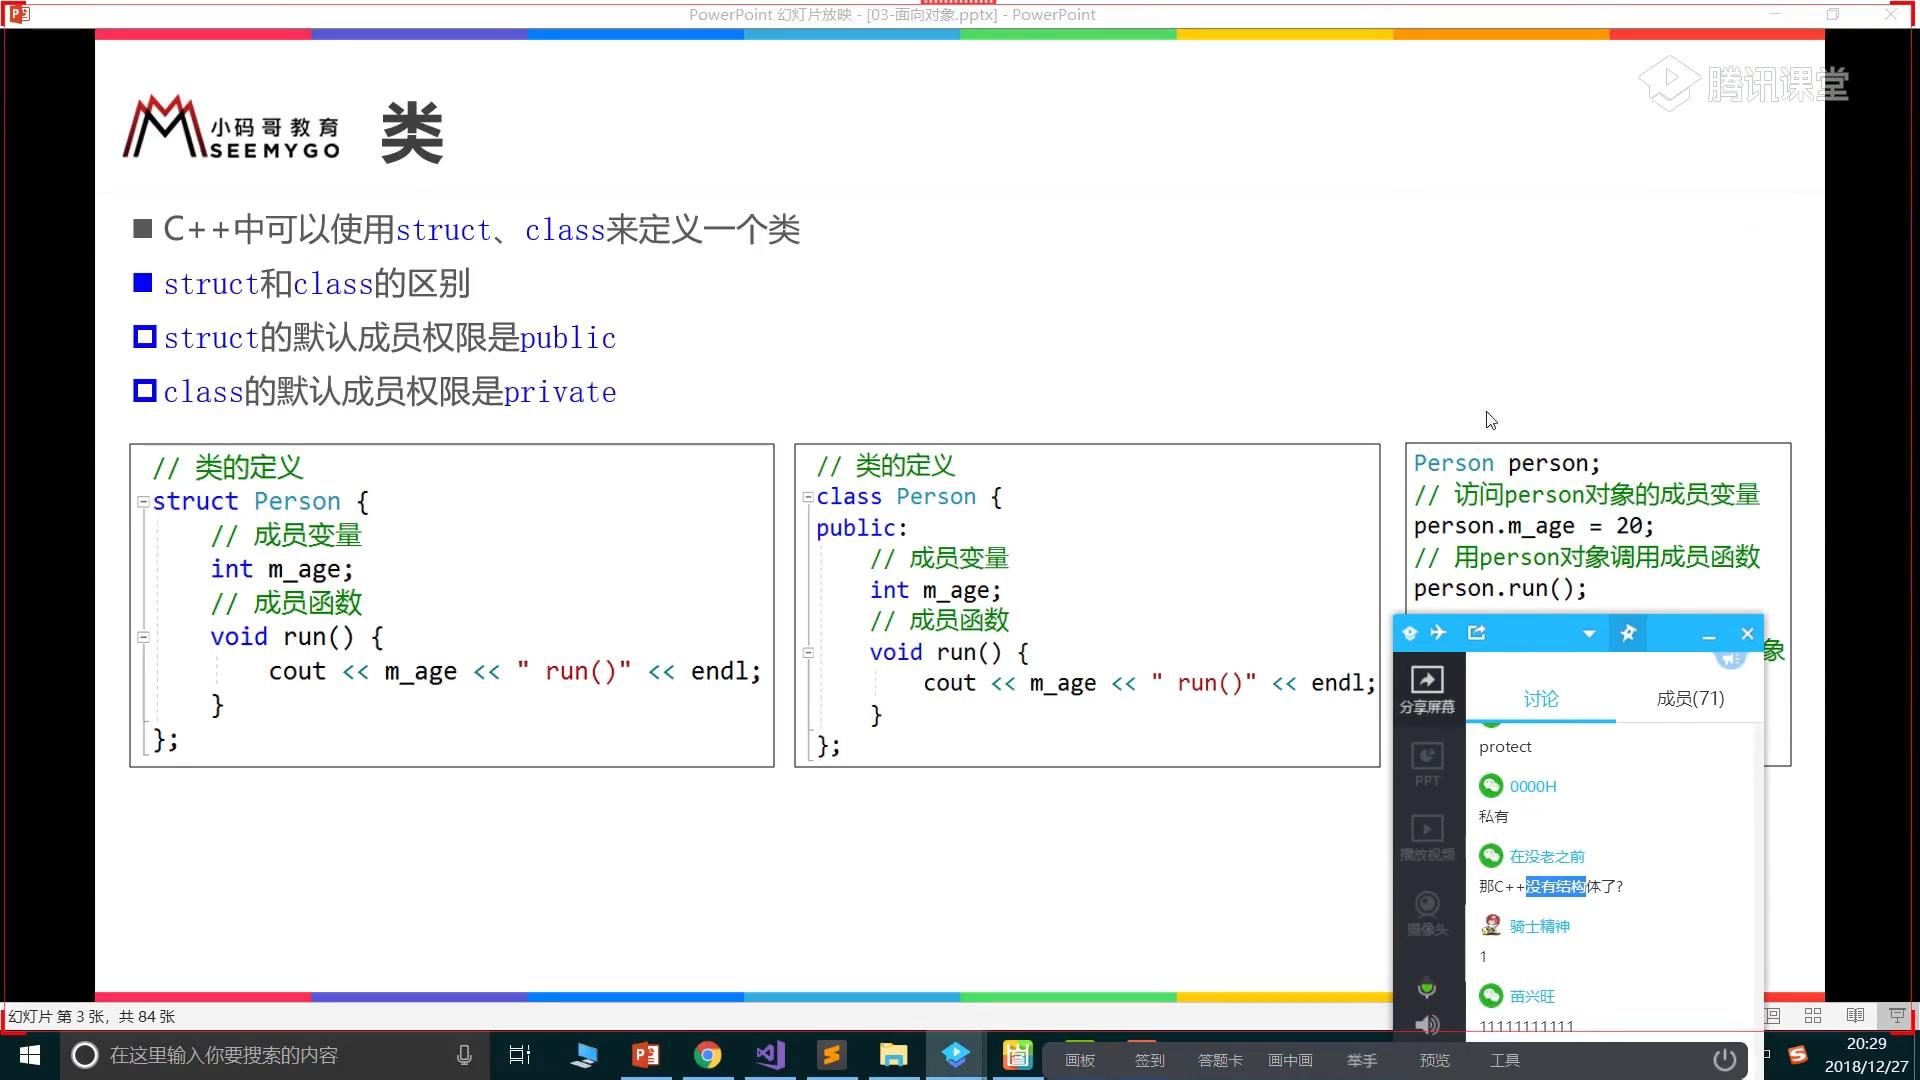 PowerPoint 幻灯片放映 - [03-面向对象.pptx] - PowerPoint
腾讯课堂
小码哥教育
SEEMYGO
类
C++中可以使用struct、class来定义一个类
struct和class的区别
struct的默认成员权限是public
class的默认成员权限是private
// 类的定义
struct Person {
// 成员变量
int m_age;
// 成员函数
void run() {
cout << m_age << " run()" << endl;
}
};
// 类的定义
class Person {
public:
// 成员变量
int m_age;
// 成员函数
void run() {
cout << m_age << " run()" << endl;
}
};
Person person;
// 访问person对象的成员变量
person.m_age = 20;
// 用person对象调用成员函数
person.run();
象
分享屏幕
PPT
播放视频
摄像头
讨论
成员(71)
protect
0000H
私有
在没老之前
那C++没有结构体了?
骑士精神
1
苗兴旺
11111111111
幻灯片 第 3 张，共 84 张
在这里输入你要搜索的内容
画板
签到
答题卡
画中画
举手
预览
工具
20:29
2018/12/27